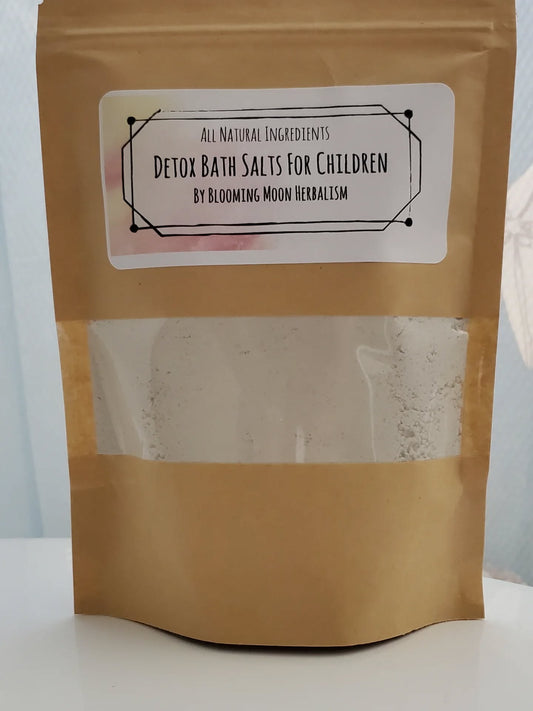 All Natural Ingredients
Detox Bath Salts For Children
By Blooming Moon Herbalism